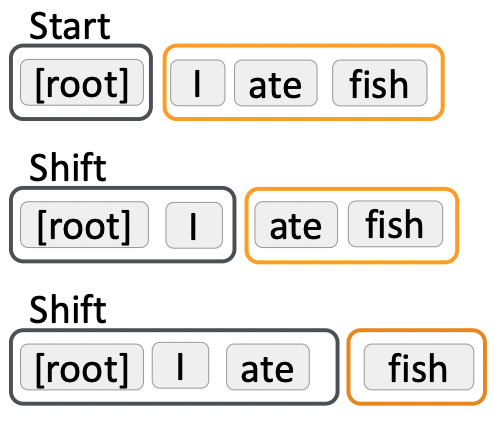 Start
[root] I ate fish
Shift
[root] I ate fish
Shift
[root] I ate fish